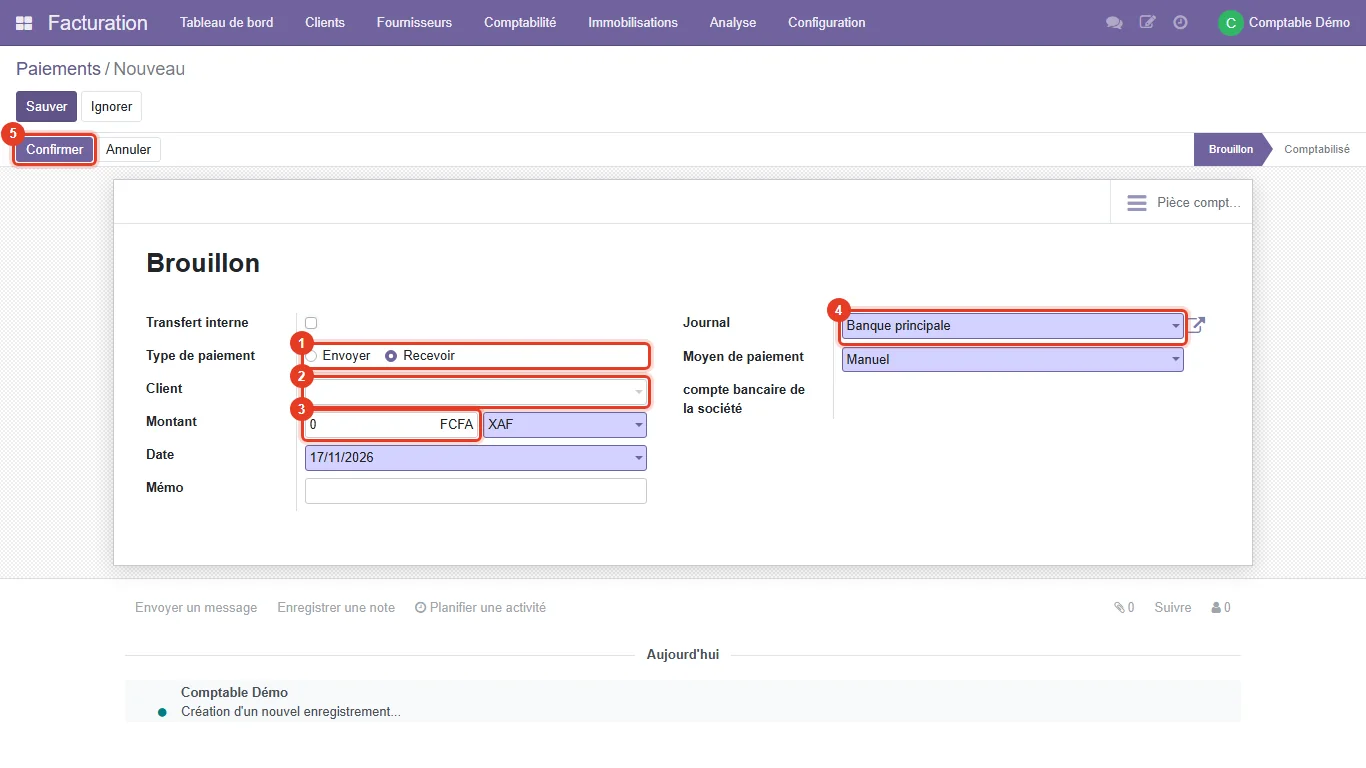 Facturation Tableau de bord Clients Fournisseurs Comptabilité Immobilisations Analyse Configuration C Comptable Démo
Paiements / Nouveau
Sauver Ignorer
5
Confirmer Annuler Brouillon Comptabilisé
Pièce compt...
Brouillon
Transfert interne
1
Type de paiement Envoyer Recevoir
2
Client
3
Montant 0 FCFA XAF
Date 17/11/2026
Mémo
4
Journal Banque principale
Moyen de paiement Manuel
compte bancaire de
la société
Envoyer un message Enregistrer une note Planifier une activité 0 Suivre 0
Aujourd'hui
Comptable Démo
Création d'un nouvel enregistrement...